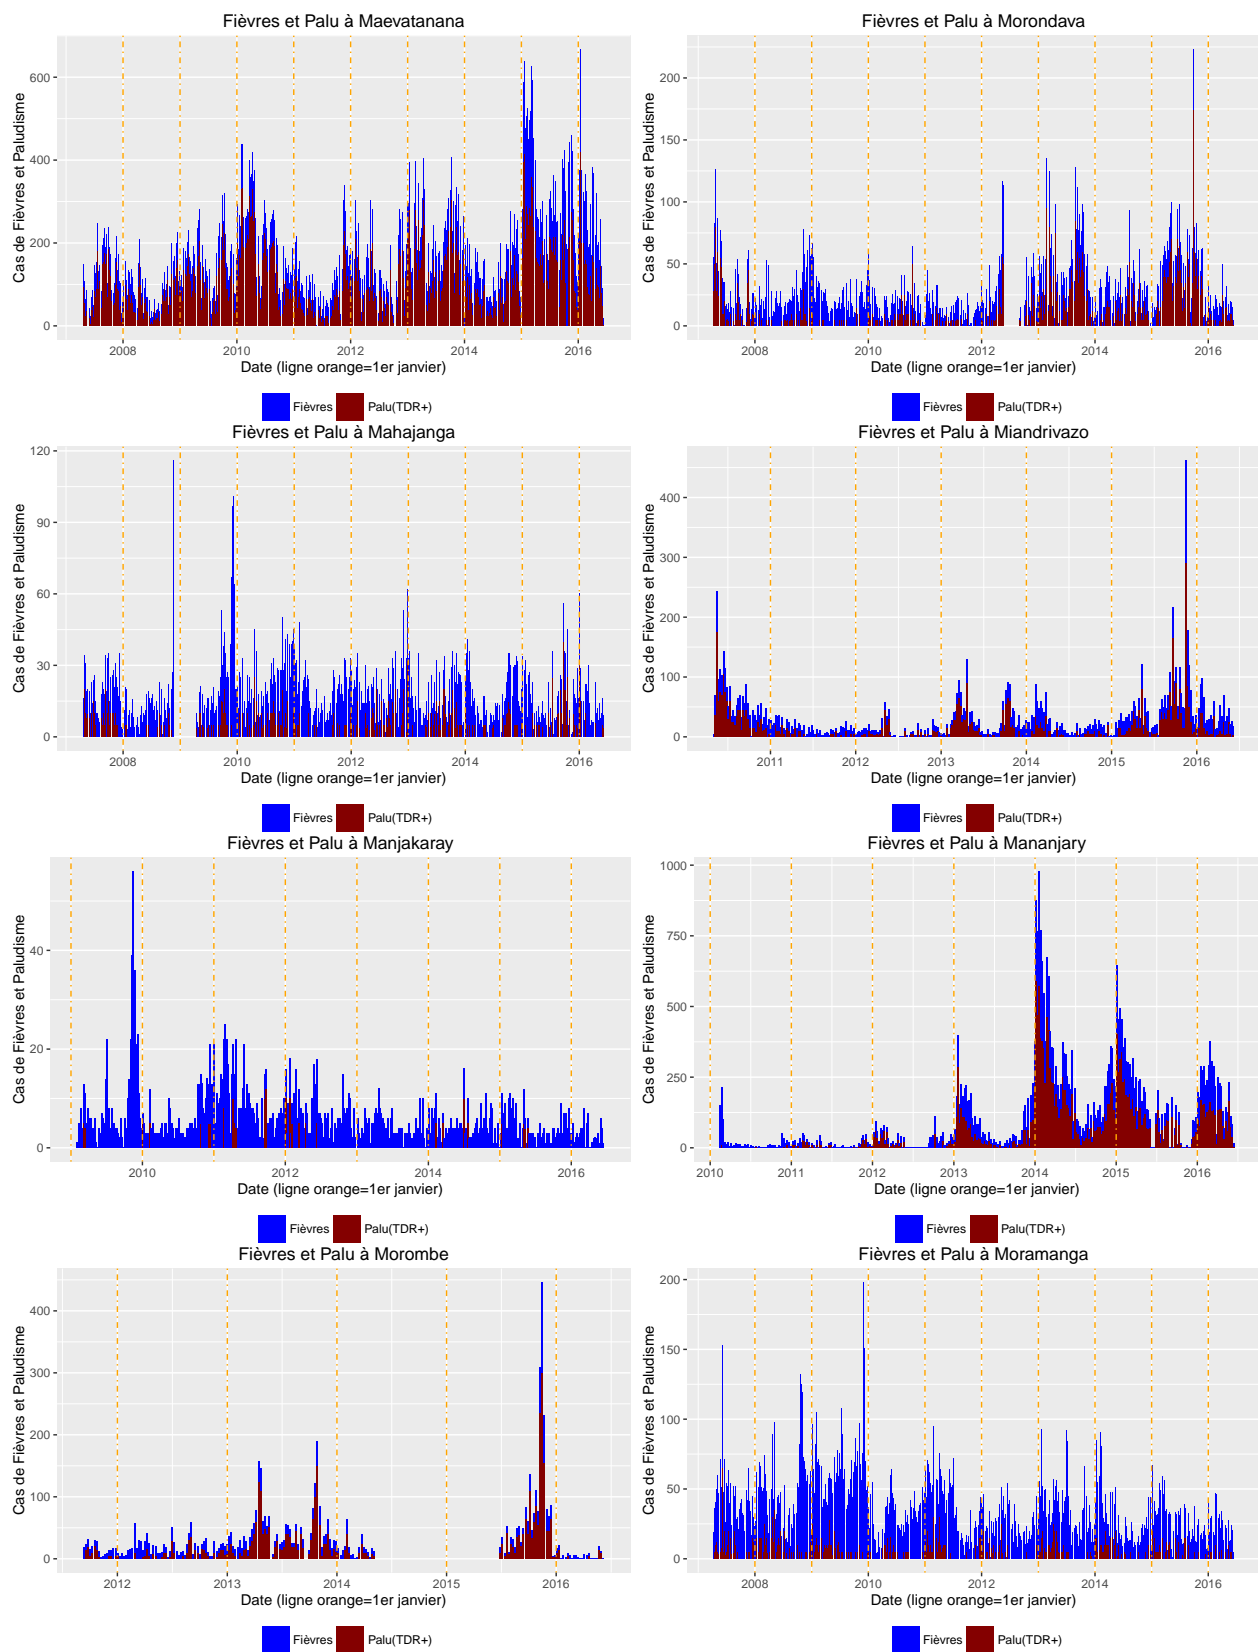 Fièvres et Palu à Maevatanana
Cas de Fièvres et Paludisme
600
400
200
0
2008 2010 2012 2014 2016
Date (ligne orange=1er janvier)
Fièvres Palu(TDR+)
Fièvres et Palu à Morondava
Cas de Fièvres et Paludisme
200
150
100
50
0
2008 2010 2012 2014 2016
Date (ligne orange=1er janvier)
Fièvres Palu(TDR+)
Fièvres et Palu à Mahajanga
Cas de Fièvres et Paludisme
120
90
60
30
0
2008 2010 2012 2014 2016
Date (ligne orange=1er janvier)
Fièvres Palu(TDR+)
Fièvres et Palu à Miandrivazo
Cas de Fièvres et Paludisme
400
300
200
100
0
2011 2012 2013 2014 2015 2016
Date (ligne orange=1er janvier)
Fièvres Palu(TDR+)
Fièvres et Palu à Manjakaray
Cas de Fièvres et Paludisme
40
20
0
2010 2012 2014 2016
Date (ligne orange=1er janvier)
Fièvres Palu(TDR+)
Fièvres et Palu à Mananjary
Cas de Fièvres et Paludisme
1000
750
500
250
0
2010 2011 2012 2013 2014 2015 2016
Date (ligne orange=1er janvier)
Fièvres Palu(TDR+)
Fièvres et Palu à Morombe
Cas de Fièvres et Paludisme
400
300
200
100
0
2012 2013 2014 2015 2016
Date (ligne orange=1er janvier)
Fièvres Palu(TDR+)
Fièvres et Palu à Moramanga
Cas de Fièvres et Paludisme
200
150
100
50
0
2008 2010 2012 2014 2016
Date (ligne orange=1er janvier)
Fièvres Palu(TDR+)